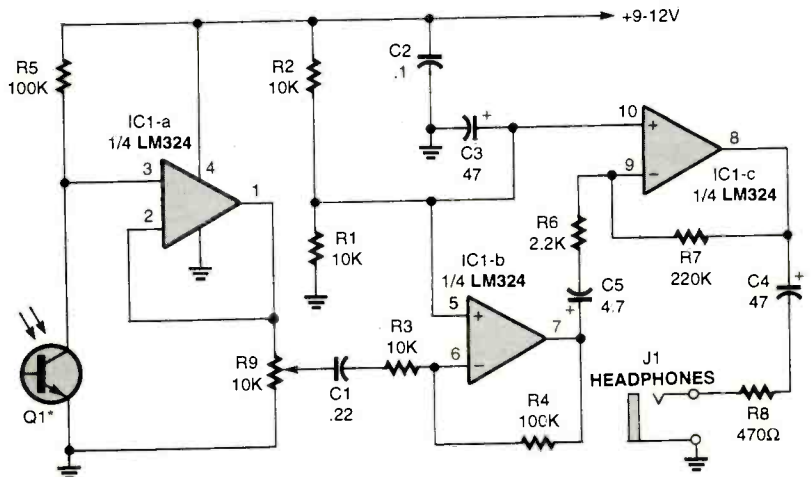 +9-12V
R5
100K
R2
10K
C2
.1
IC1-a
1/4 LM324
3
2
4
1
C3
47
+
10
+
9
−
8
IC1-c
1/4 LM324
R1
10K
R6
2.2K
R7
220K
IC1-b
1/4 LM324
5
+
6
−
7
C5
4.7
+
C4
47
+
Q1*
R9
10K
C1
.22
R3
10K
R4
100K
J1
HEADPHONES
R8
470Ω